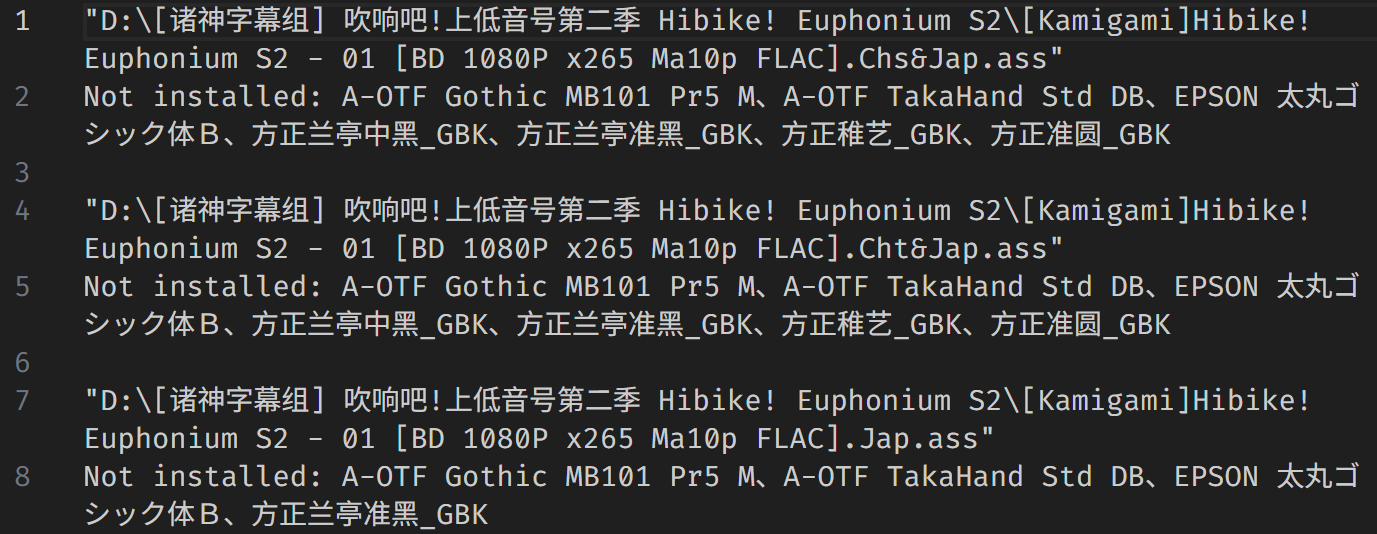 1 "D:\[诸神字幕组] 吹响吧!上低音号第二季 Hibike! Euphonium S2\[Kamigami]Hibike!
Euphonium S2 - 01 [BD 1080P x265 Ma10p FLAC].Chs&Jap.ass"
2 Not installed: A-OTF Gothic MB101 Pr5 M、A-OTF TakaHand Std DB、EPSON 太丸ゴ
シック体Ｂ、方正兰亭中黑_GBK、方正兰亭准黑_GBK、方正稚艺_GBK、方正准圆_GBK
3
4 "D:\[诸神字幕组] 吹响吧!上低音号第二季 Hibike! Euphonium S2\[Kamigami]Hibike!
Euphonium S2 - 01 [BD 1080P x265 Ma10p FLAC].Cht&Jap.ass"
5 Not installed: A-OTF Gothic MB101 Pr5 M、A-OTF TakaHand Std DB、EPSON 太丸ゴ
シック体Ｂ、方正兰亭中黑_GBK、方正兰亭准黑_GBK、方正稚艺_GBK、方正准圆_GBK
6
7 "D:\[诸神字幕组] 吹响吧!上低音号第二季 Hibike! Euphonium S2\[Kamigami]Hibike!
Euphonium S2 - 01 [BD 1080P x265 Ma10p FLAC].Jap.ass"
8 Not installed: A-OTF Gothic MB101 Pr5 M、A-OTF TakaHand Std DB、EPSON 太丸ゴ
シック体Ｂ、方正兰亭准黑_GBK